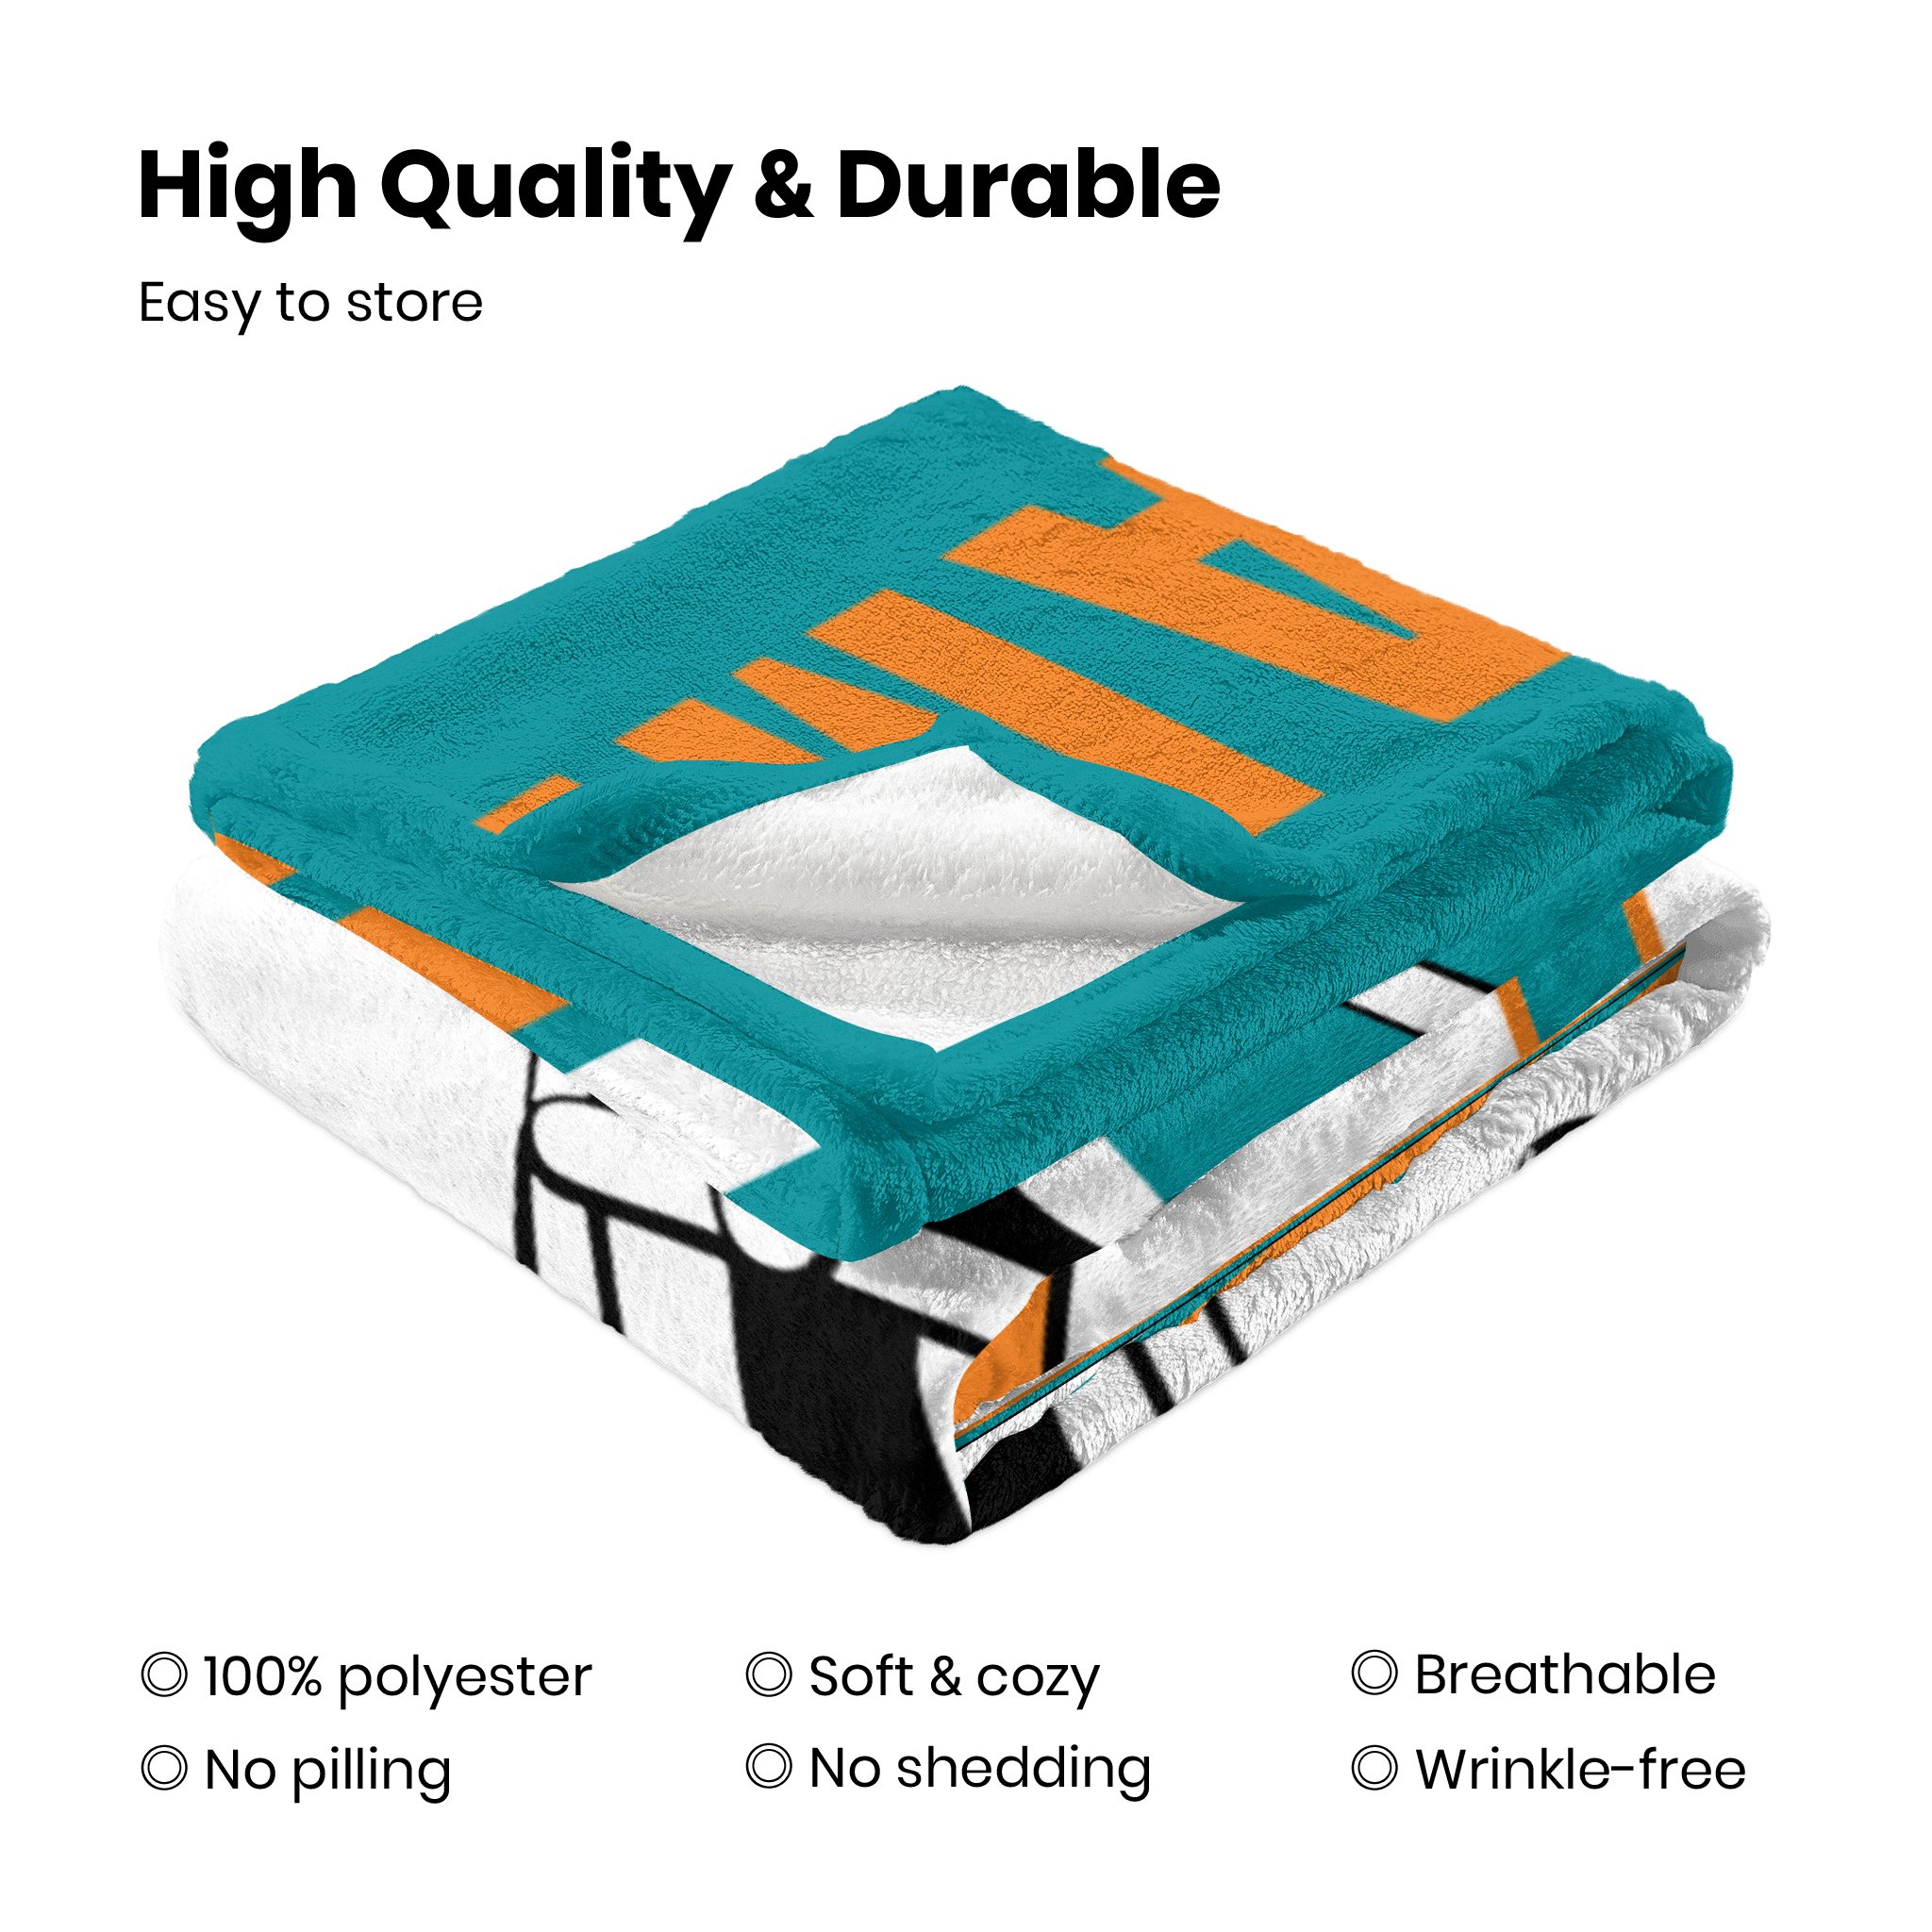 High Quality & Durable
Easy to store
100% polyester
Soft & cozy
Breathable
No pilling
No shedding
Wrinkle-free